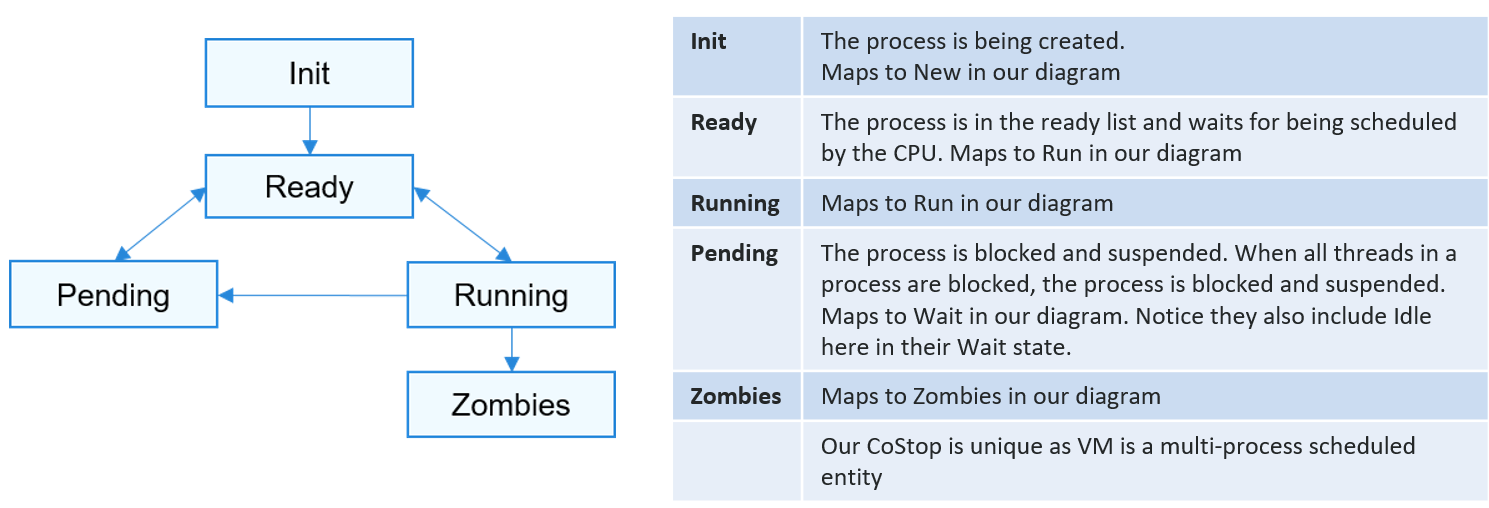 Init
Ready
Pending
Running
Zombies
Init
The process is being created.
Maps to New in our diagram
Ready
The process is in the ready list and waits for being scheduled
by the CPU. Maps to Run in our diagram
Running
Maps to Run in our diagram
Pending
The process is blocked and suspended. When all threads in a
process are blocked, the process is blocked and suspended.
Maps to Wait in our diagram. Notice they also include Idle
here in their Wait state.
Zombies
Maps to Zombies in our diagram
Our CoStop is unique as VM is a multi-process scheduled
entity